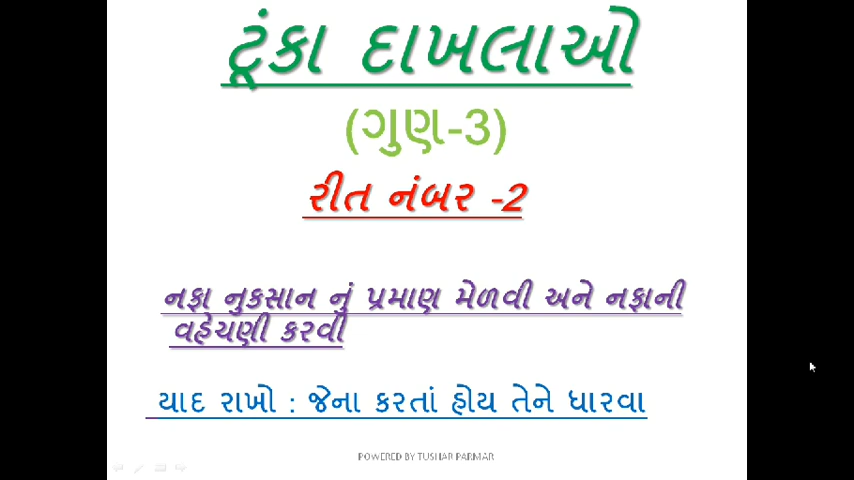 ટૂંકા દાખલાઓ
(ગુણ-3)
રીત નંબર -2
નફા નુકસાન નું પ્રમાણ મેળવી અને નફાની
વહેચણી કરવી
યાદ રાખો : જેના કરતાં હોય તેને ધારવા
POWERED BY TUSHAR PARMAR